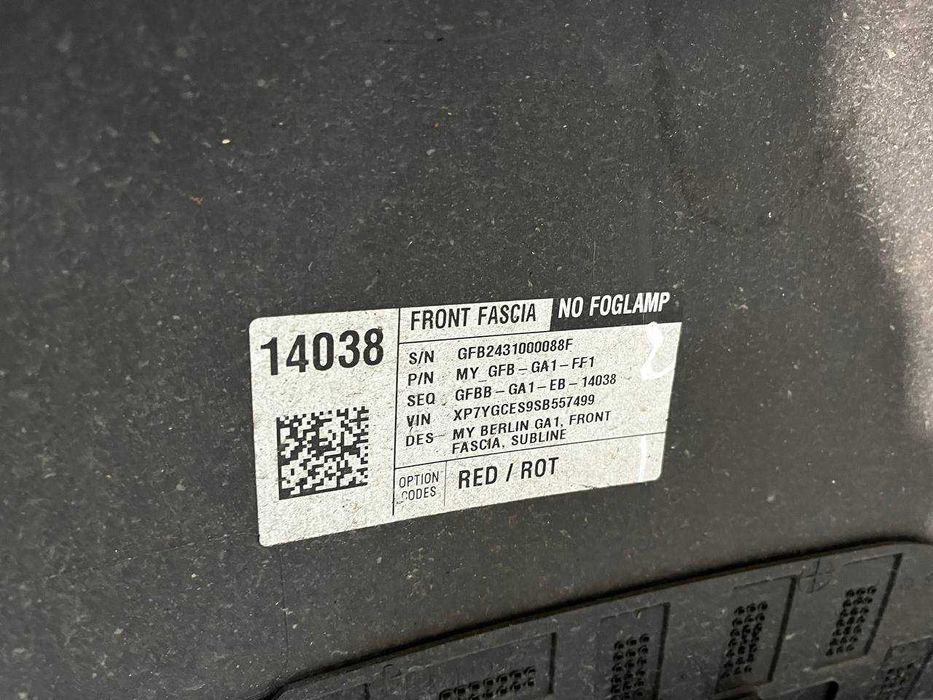 14038
FRONT FASCIA NO FOGLAMP
S/N GFB2431000088F
P/N MY_GFB-GA1-FF1
SEQ GFBB-GA1-EB-14038
VIN XP7YGCES9SB557499
DES MY BERLIN GA1, FRONT
FASCIA, SUBLINE
OPTION
CODES
RED / ROT